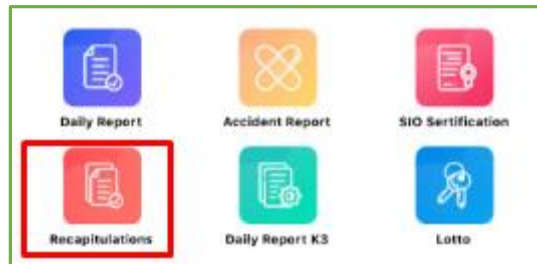 Daily Report
Accident Report
SIO Sertification
Recapitulations
Daily Report K3
Lotto